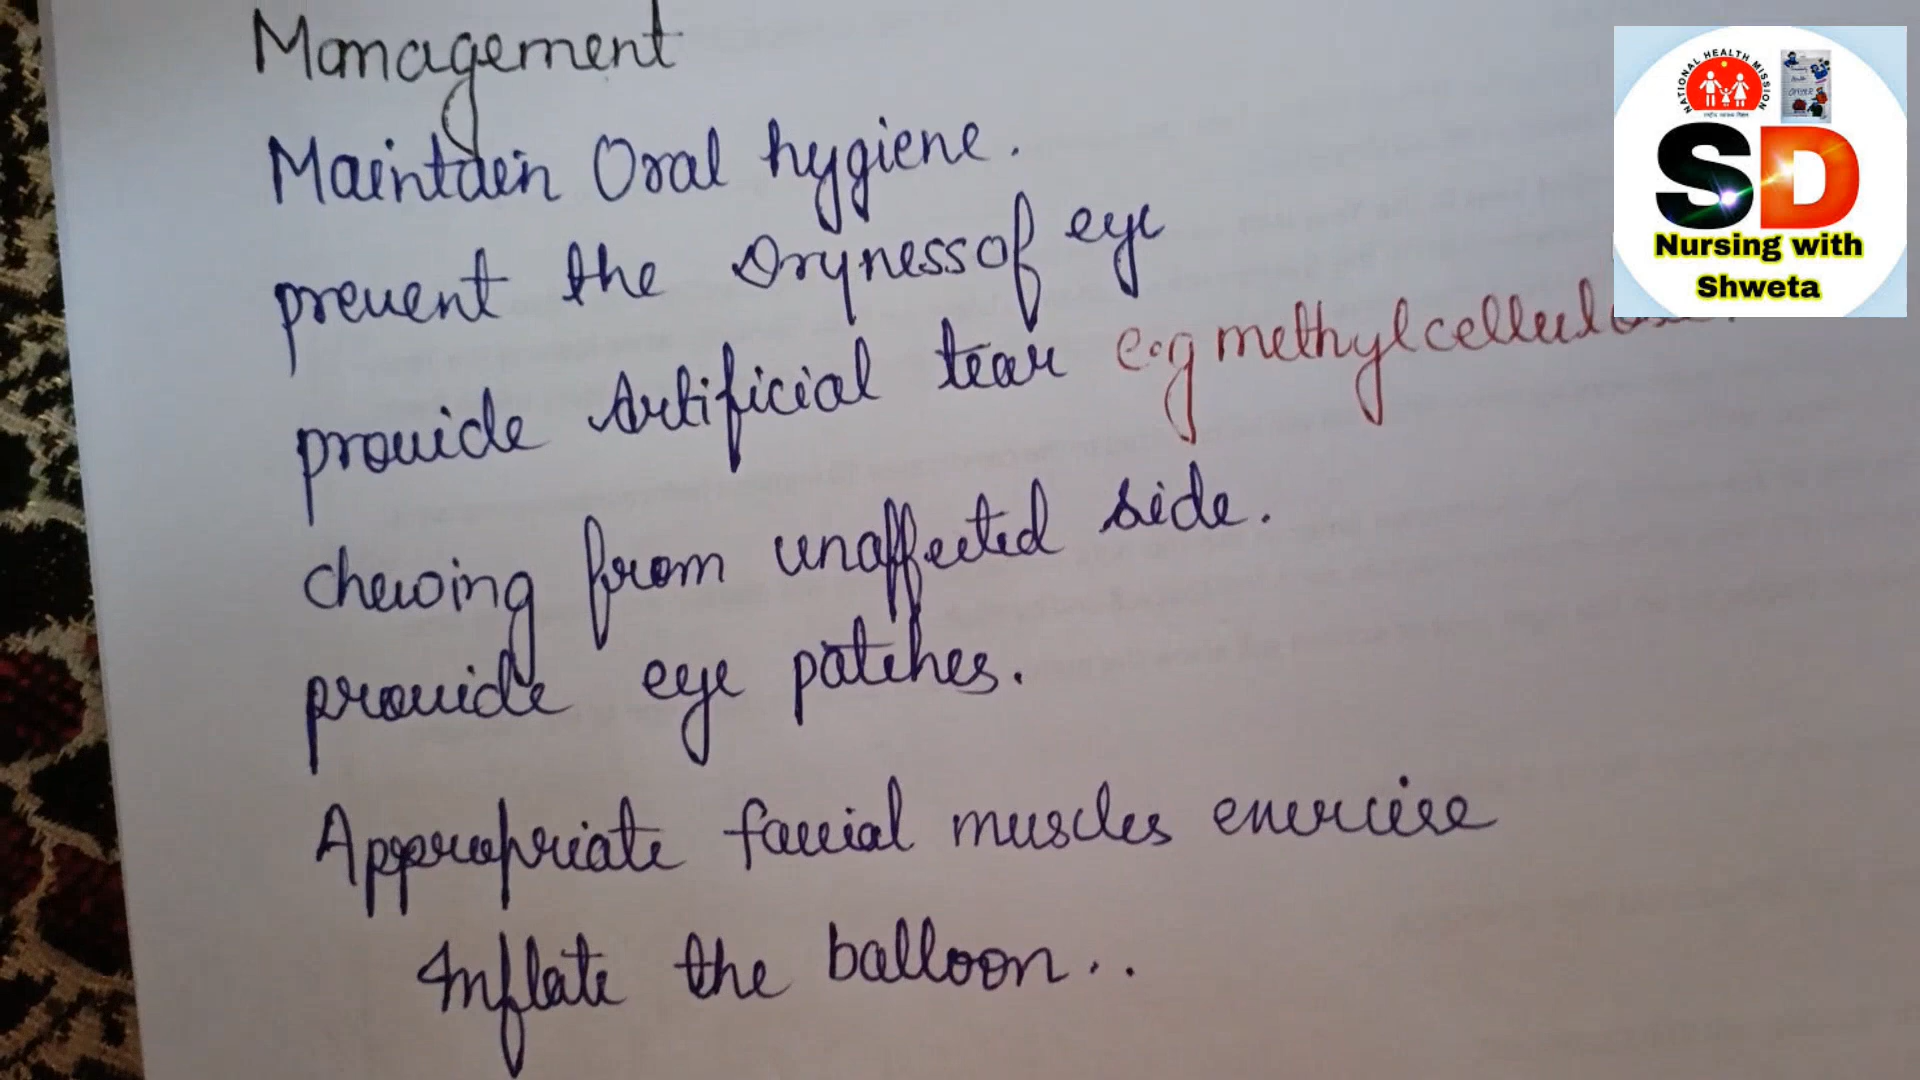 Management
Maintain Oral hygiene.
prevent the Dryness of eye
provide Artificial tear e.g methylcellulose.
chewing from unaffected side.
provide eye patches.
Appropriate facial muscles exercise
Inflate the balloon..
NATIONAL HEALTH MISSION
SD
Nursing with
Shweta